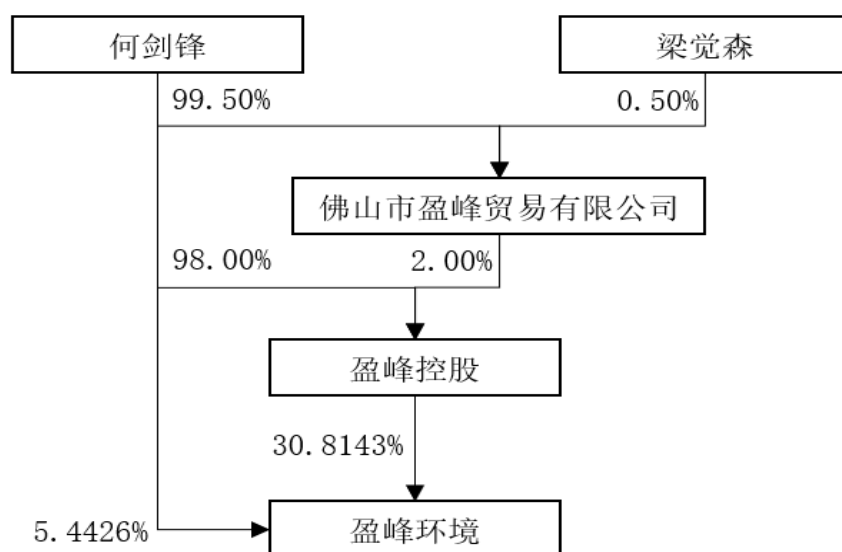 何剑锋
梁觉森
99.50%
0.50%
佛山市盈峰贸易有限公司
98.00%
2.00%
盈峰控股
30.8143%
5.4426%
盈峰环境